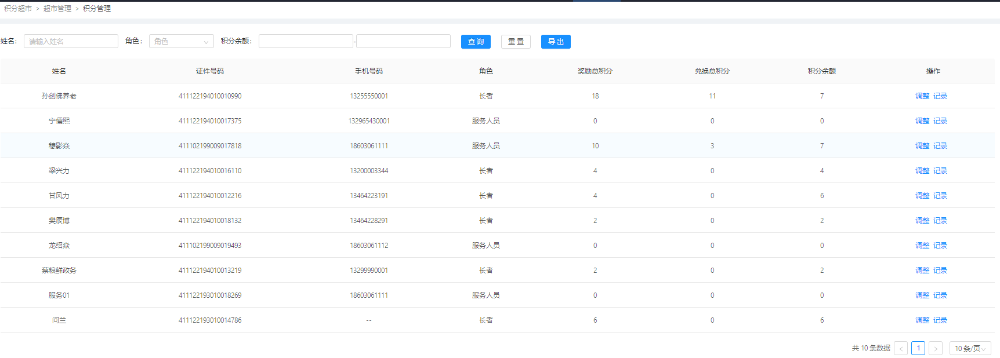 积分超市 > 超市管理 > 积分管理
姓名: 请输入姓名 角色: 角色 积分余额: - 查 询 重 置 导 出
姓名 证件号码 手机号码 角色 奖励总积分 兑换总积分 积分余额 操作
孙剑佛养老 411122194010010990 13255550001 长者 18 11 7 调整 记录
宁儒熙 411122194010017375 132965430001 服务人员 0 0 0 调整 记录
穆影焱 411102199009017818 18603061111 服务人员 10 3 7 调整 记录
梁兴力 411122194010016110 13200003344 长者 4 0 4 调整 记录
甘风力 411122194010012216 13464223191 长者 4 0 6 调整 记录
樊辰博 411122194010018132 13464228291 长者 2 0 2 调整 记录
龙绍焱 411102199009019493 18603061112 服务人员 0 0 0 调整 记录
蔡粮鲜政务 411122194010013219 13299990001 长者 2 0 2 调整 记录
服务01 411122193010018269 18603061111 服务人员 0 0 0 调整 记录
问兰 411122193010014786 -- 长者 6 0 6 调整 记录
共 10 条数据 < 1 > 10 条/页